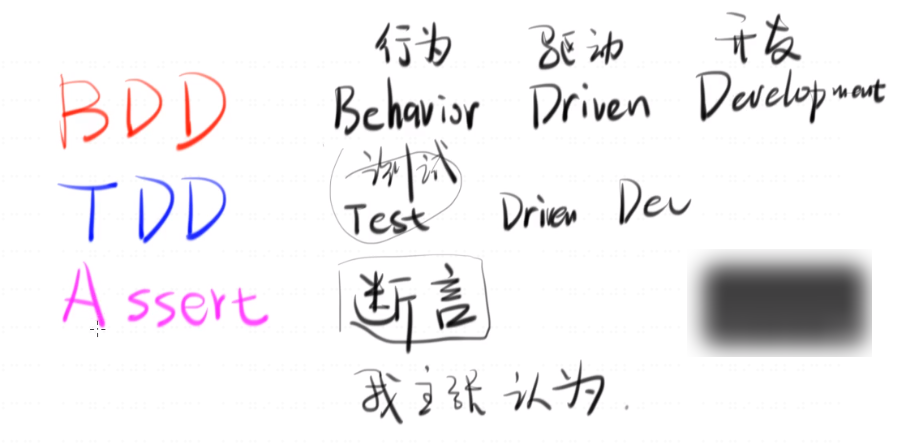 行为 驱动 开发
BDD Behavior Driven Development
测试
TDD Test Driven Dev
Assert 断言
我主张认为.